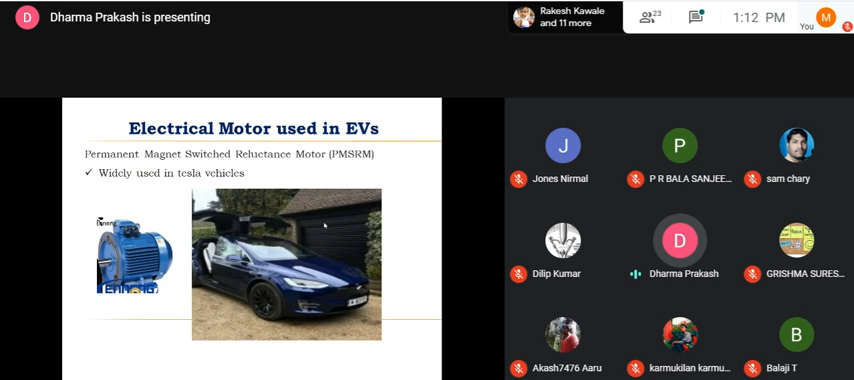 D Dharma Prakash is presenting
Rakesh Kawale
and 11 more
23
1:12 PM
You
M
Electrical Motor used in EVs
Permanent Magnet Switched Reluctance Motor (PMSRM)
✓ Widely used in tesla vehicles
J
Jones Nirmal
P
P R BALA SANJEE...
sam chary
Dilip Kumar
D
Dharma Prakash
GRISHMA SURES...
Akash7476 Aaru
karmukilan karmu...
B
Balaji T